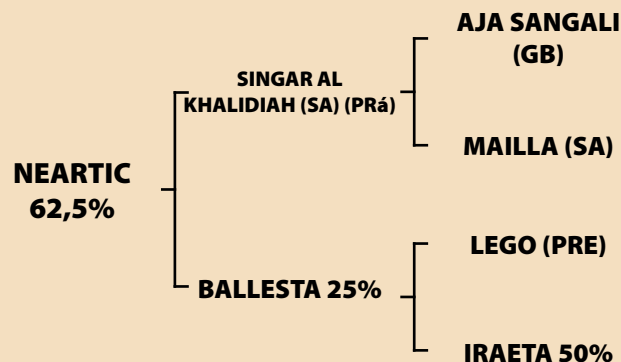 AJA SANGALI
(GB)
SINGAR AL
KHALIDIAH (SA) (PRá)
MAILLA (SA)
NEARTIC
62,5%
LEGO (PRE)
BALLESTA 25%
IRAETA 50%